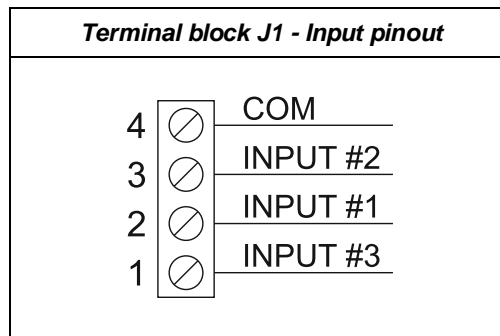 Terminal block J1 - Input pinout
4 COM
3 INPUT #2
2 INPUT #1
1 INPUT #3